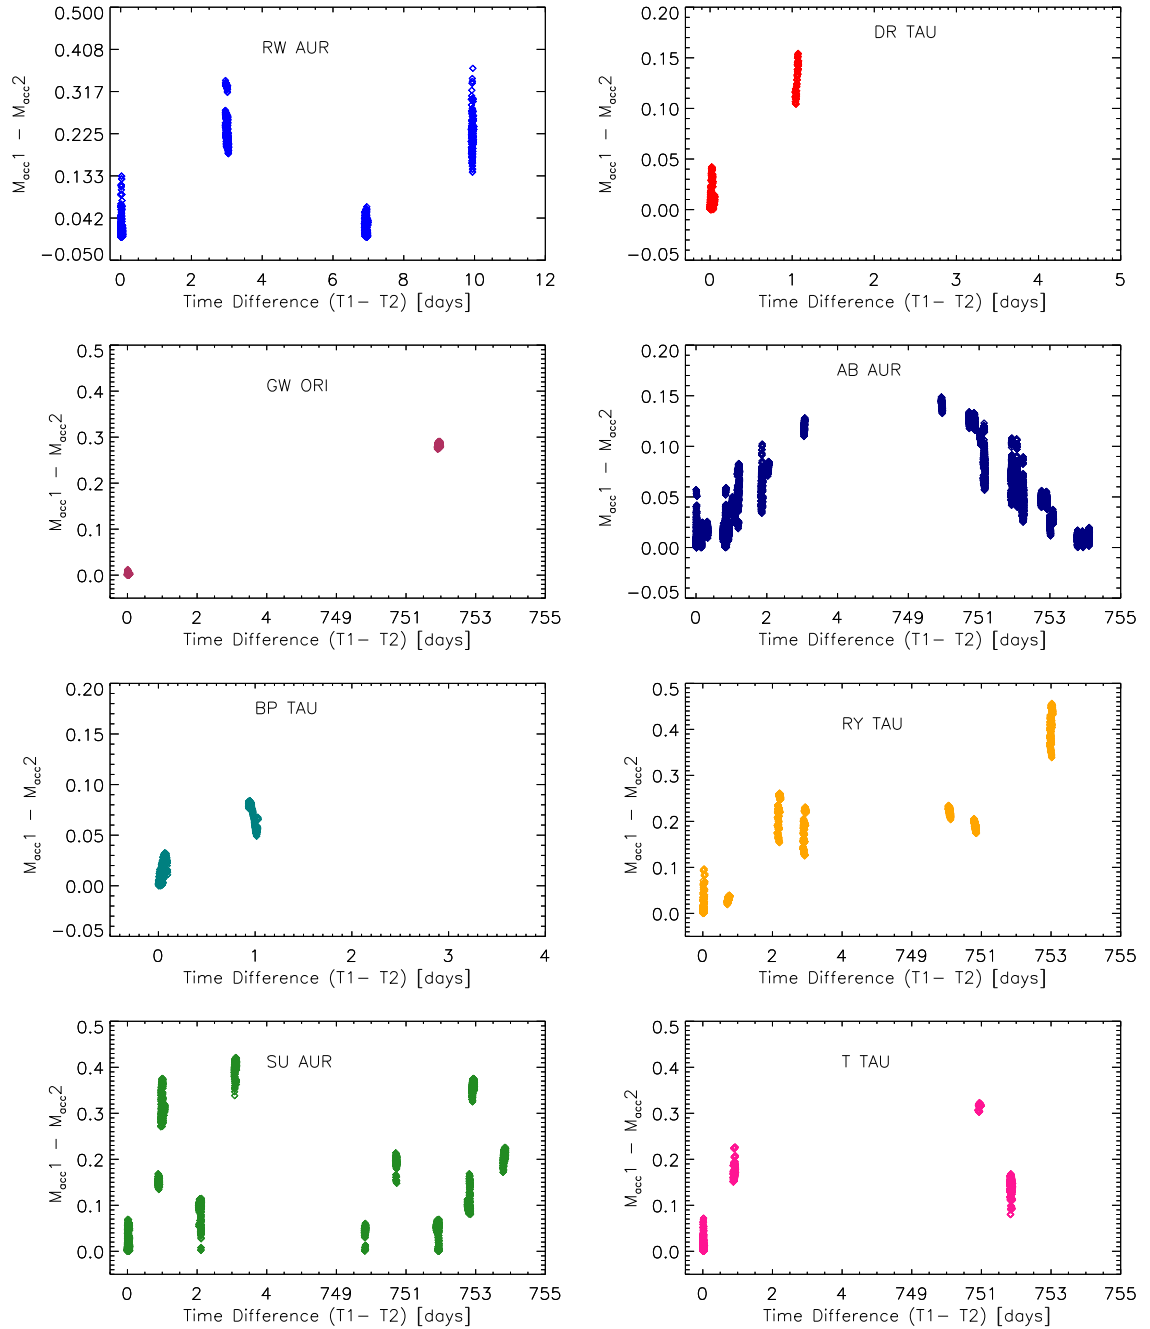 RW AUR
0.500
0.408
0.317
0.225
0.133
0.042
−0.050
Macc1 − Macc2
0 2 4 6 8 10 12
Time Difference (T1− T2) [days]
DR TAU
0.20
0.15
0.10
0.05
0.00
−0.05
Macc1 − Macc2
0 1 2 3 4 5
Time Difference (T1− T2) [days]
GW ORI
0.5
0.4
0.3
0.2
0.1
0.0
Macc1 − Macc2
0 2 4 749 751 753 755
Time Difference (T1− T2) [days]
AB AUR
0.20
0.15
0.10
0.05
0.00
−0.05
Macc1 − Macc2
0 2 4 749 751 753 755
Time Difference (T1− T2) [days]
BP TAU
0.20
0.15
0.10
0.05
0.00
−0.05
Macc1 − Macc2
0 1 2 3 4
Time Difference (T1− T2) [days]
RY TAU
0.5
0.4
0.3
0.2
0.1
0.0
Macc1 − Macc2
0 2 4 749 751 753 755
Time Difference (T1− T2) [days]
SU AUR
0.5
0.4
0.3
0.2
0.1
0.0
Macc1 − Macc2
0 2 4 749 751 753 755
Time Difference (T1− T2) [days]
T TAU
0.5
0.4
0.3
0.2
0.1
0.0
Macc1 − Macc2
0 2 4 749 751 753 755
Time Difference (T1− T2) [days]